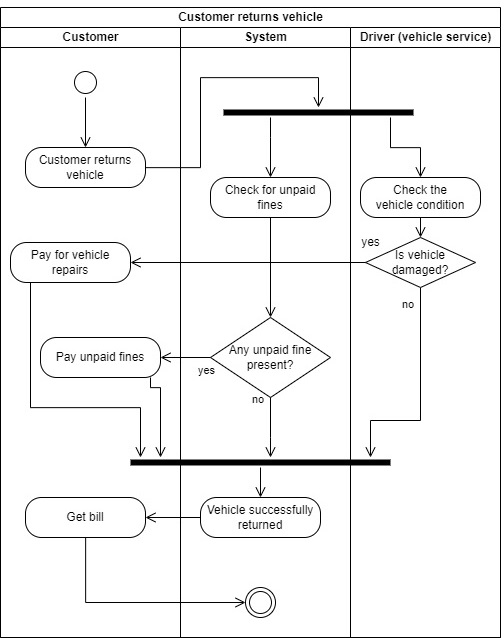 Customer returns vehicle
Customer
System
Driver (vehicle service)
Customer returns
vehicle
Check for unpaid
fines
Check the
vehicle condition
yes
Is vehicle
damaged?
Pay for vehicle
repairs
no
Any unpaid fine
present?
Pay unpaid fines
yes
no
Vehicle successfully
returned
Get bill